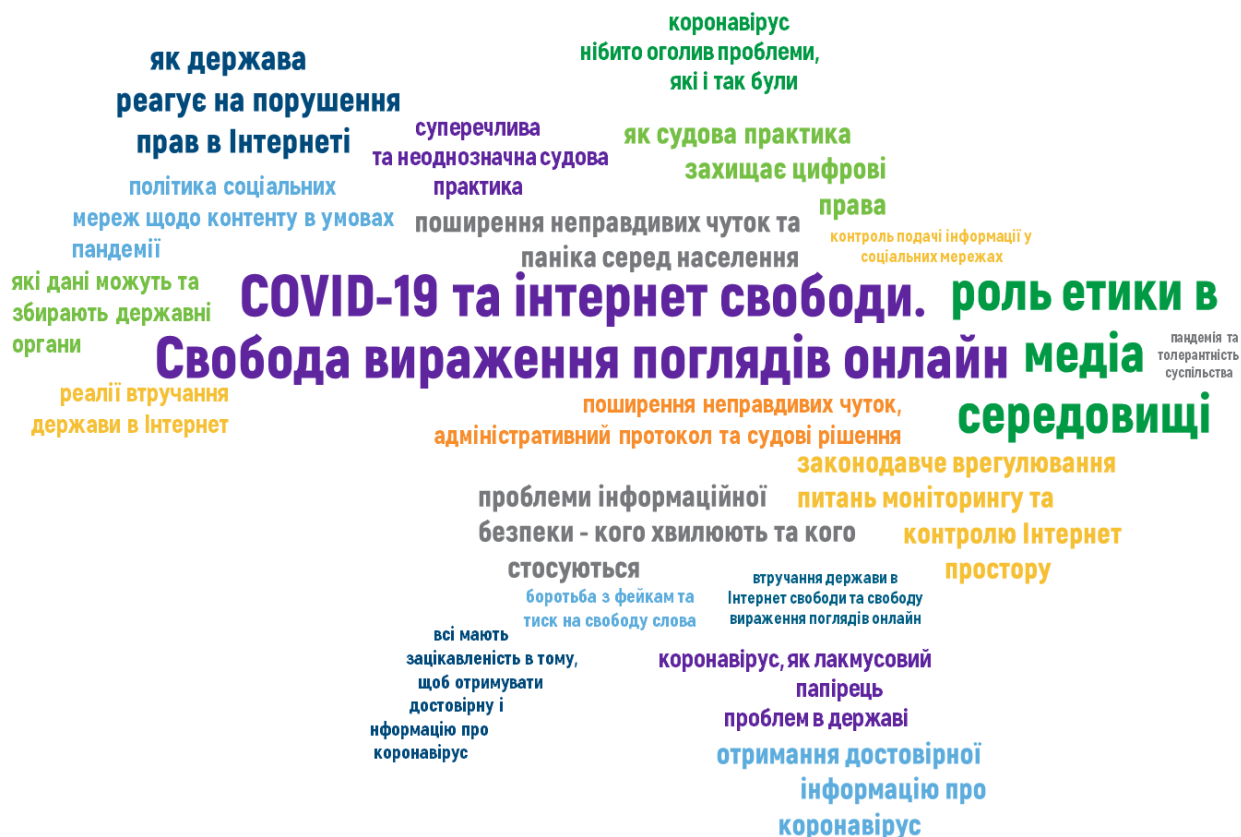 коронавірус
нібито оголив проблеми,
які і так були
як держава
реагує на порушення
прав в Інтернеті
суперечлива
та неоднозначна судова
практика
як судова практика
захищає цифрові
права
політика соціальних
мереж щодо контенту в умовах
пандемії
поширення неправдивих чуток та
паніка серед населення
контроль подачі інформації у
соціальних мережах
які дані можуть та
збирають державні
органи
COVID-19 та інтернет свободи.
Свобода вираження поглядів онлайн
роль етики в
медіа
середовищі
пандемія та
толерантність
суспільства
реалії втручання
держави в Інтернет
поширення неправдивих чуток,
адміністративний протокол та судові рішення
законодавче врегулювання
питань моніторингу та
контролю Інтернет
простору
проблеми інформаційної
безпеки - кого хвилюють та кого
стосуються
боротьба з фейкам та
тиск на свободу слова
втручання держави в
Інтернет свободи та свободу
вираження поглядів онлайн
всі мають
зацікавленість в тому,
щоб отримувати
достовірну і
нформацію про
коронавірус
коронавірус, як лакмусовий
папірець
проблем в державі
отримання достовірної
інформацію про
коронавірус